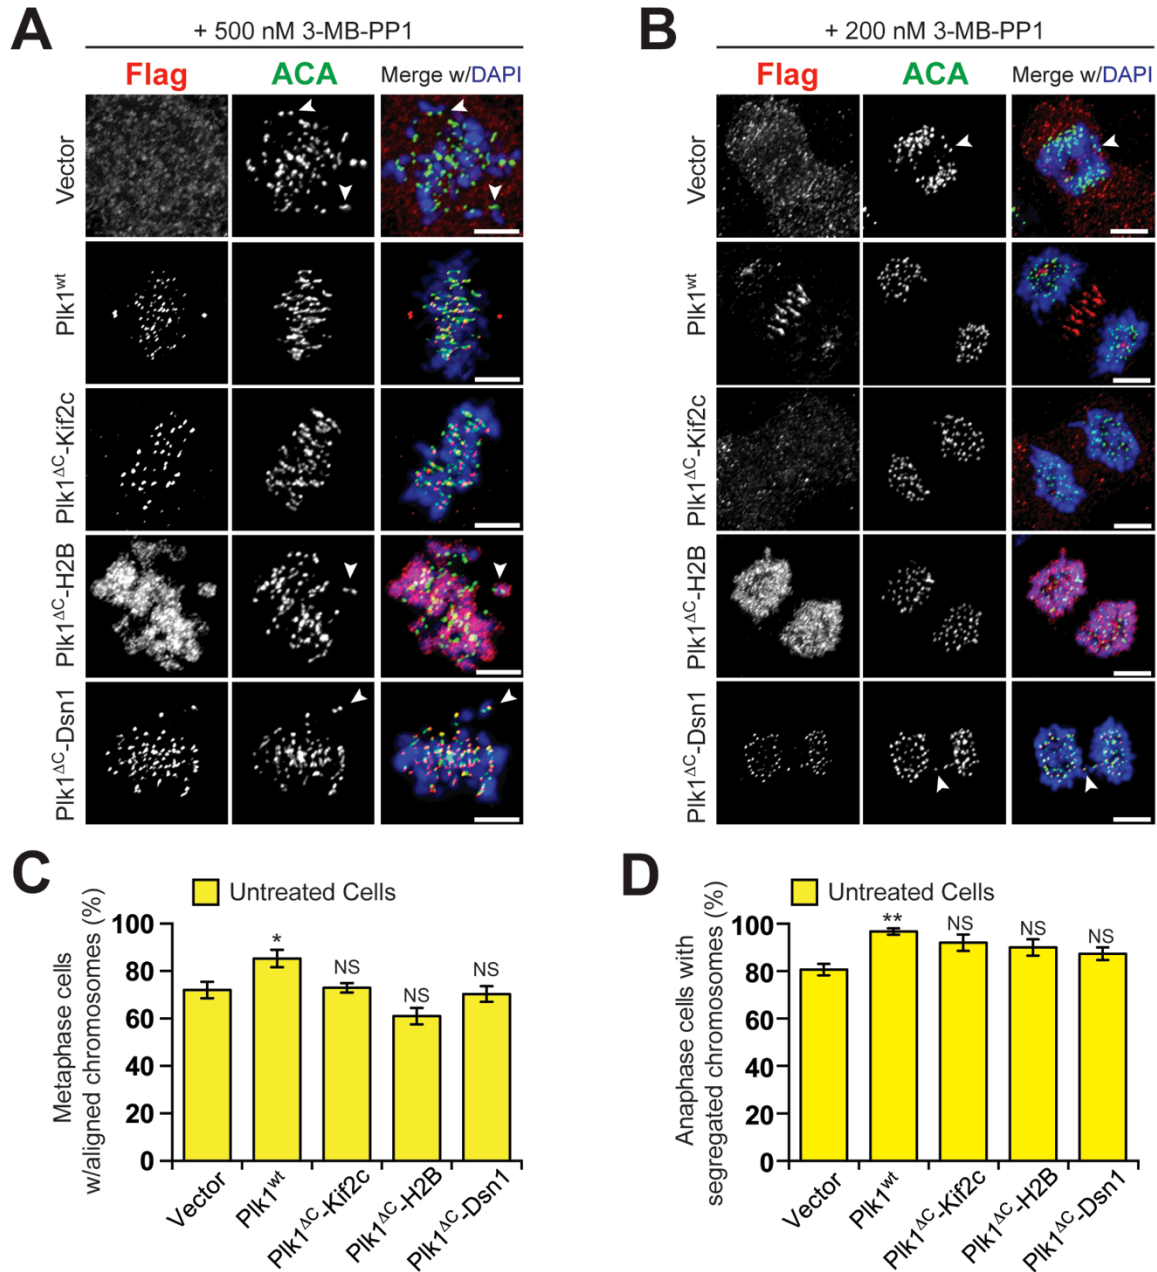 A
+ 500 nM 3-MB-PP1
Flag ACA Merge w/DAPI
Vector
Plk1ʷᵗ
Plk1ΔC-Kif2c
Plk1ΔC-H2B
Plk1ΔC-Dsn1
B
+ 200 nM 3-MB-PP1
Flag ACA Merge w/DAPI
Vector
Plk1ʷᵗ
Plk1ΔC-Kif2c
Plk1ΔC-H2B
Plk1ΔC-Dsn1
C
Untreated Cells
Metaphase cells
w/aligned chromosomes (%)
100
80
60
40
20
0
*
NS
NS
NS
Vector
Plk1ʷᵗ
Plk1ΔC-Kif2c
Plk1ΔC-H2B
Plk1ΔC-Dsn1
D
Untreated Cells
Anaphase cells with
segregated chromosomes (%)
100
80
60
40
20
0
**
NS
NS
NS
Vector
Plk1ʷᵗ
Plk1ΔC-Kif2c
Plk1ΔC-H2B
Plk1ΔC-Dsn1